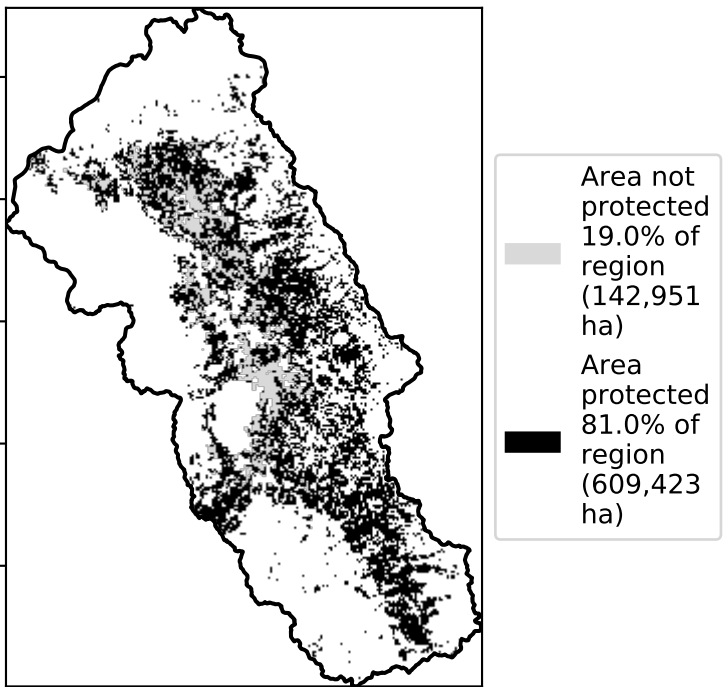 Area not
protected
19.0% of
region
(142,951
ha)
Area
protected
81.0% of
region
(609,423
ha)